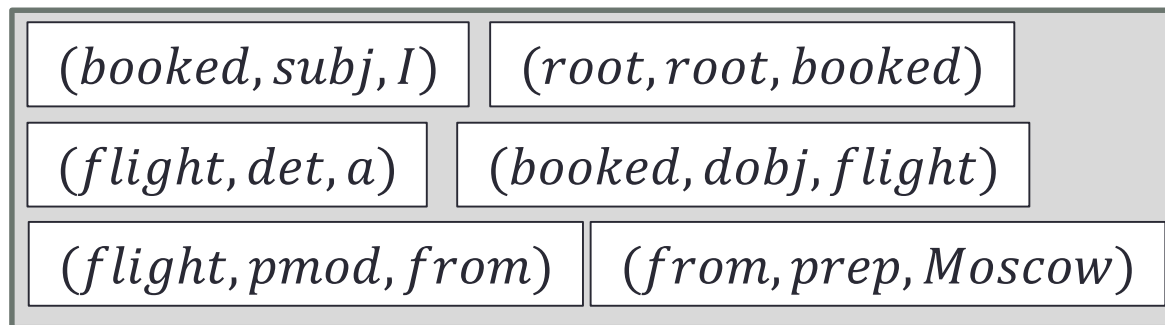 (booked, subj, I) (root, root, booked)
(flight, det, a) (booked, dobj, flight)
(flight, pmod, from) (from, prep, Moscow)